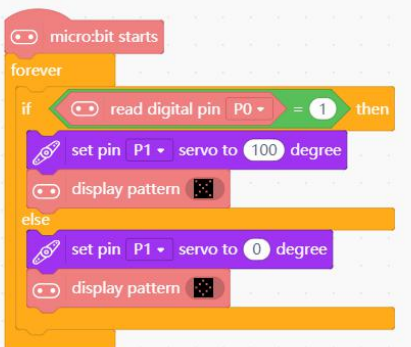 micro:bit starts
forever
if read digital pin P0 = 1 then
set pin P1 servo to 100 degree
display pattern
else
set pin P1 servo to 0 degree
display pattern